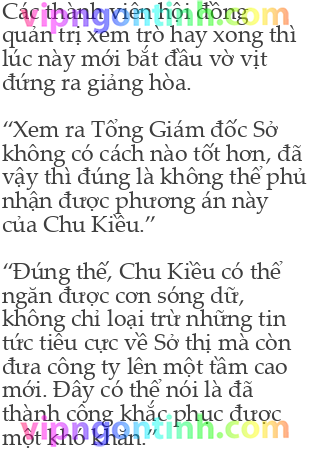 Các thành viên hội đồng
vipngontinh.com
quản trị xem trò hay xong thì
lúc này mới bắt đầu vờ vịt
đứng ra giảng hòa.
“Xem ra Tổng Giám đốc Sở
không có cách nào tốt hơn, đã
vậy thì đúng là không thể phủ
nhận được phương án này
của Chu Kiều.”
“Đúng thế, Chu Kiều có thể
ngăn được cơn sóng dữ,
không chỉ loại trừ những tin
tức tiêu cực về Sở thị mà còn
đưa công ty lên một tầm cao
mới. Đây có thể nói là đã
thành công khắc phục được
vipngontinh.com
một khó khăn.”